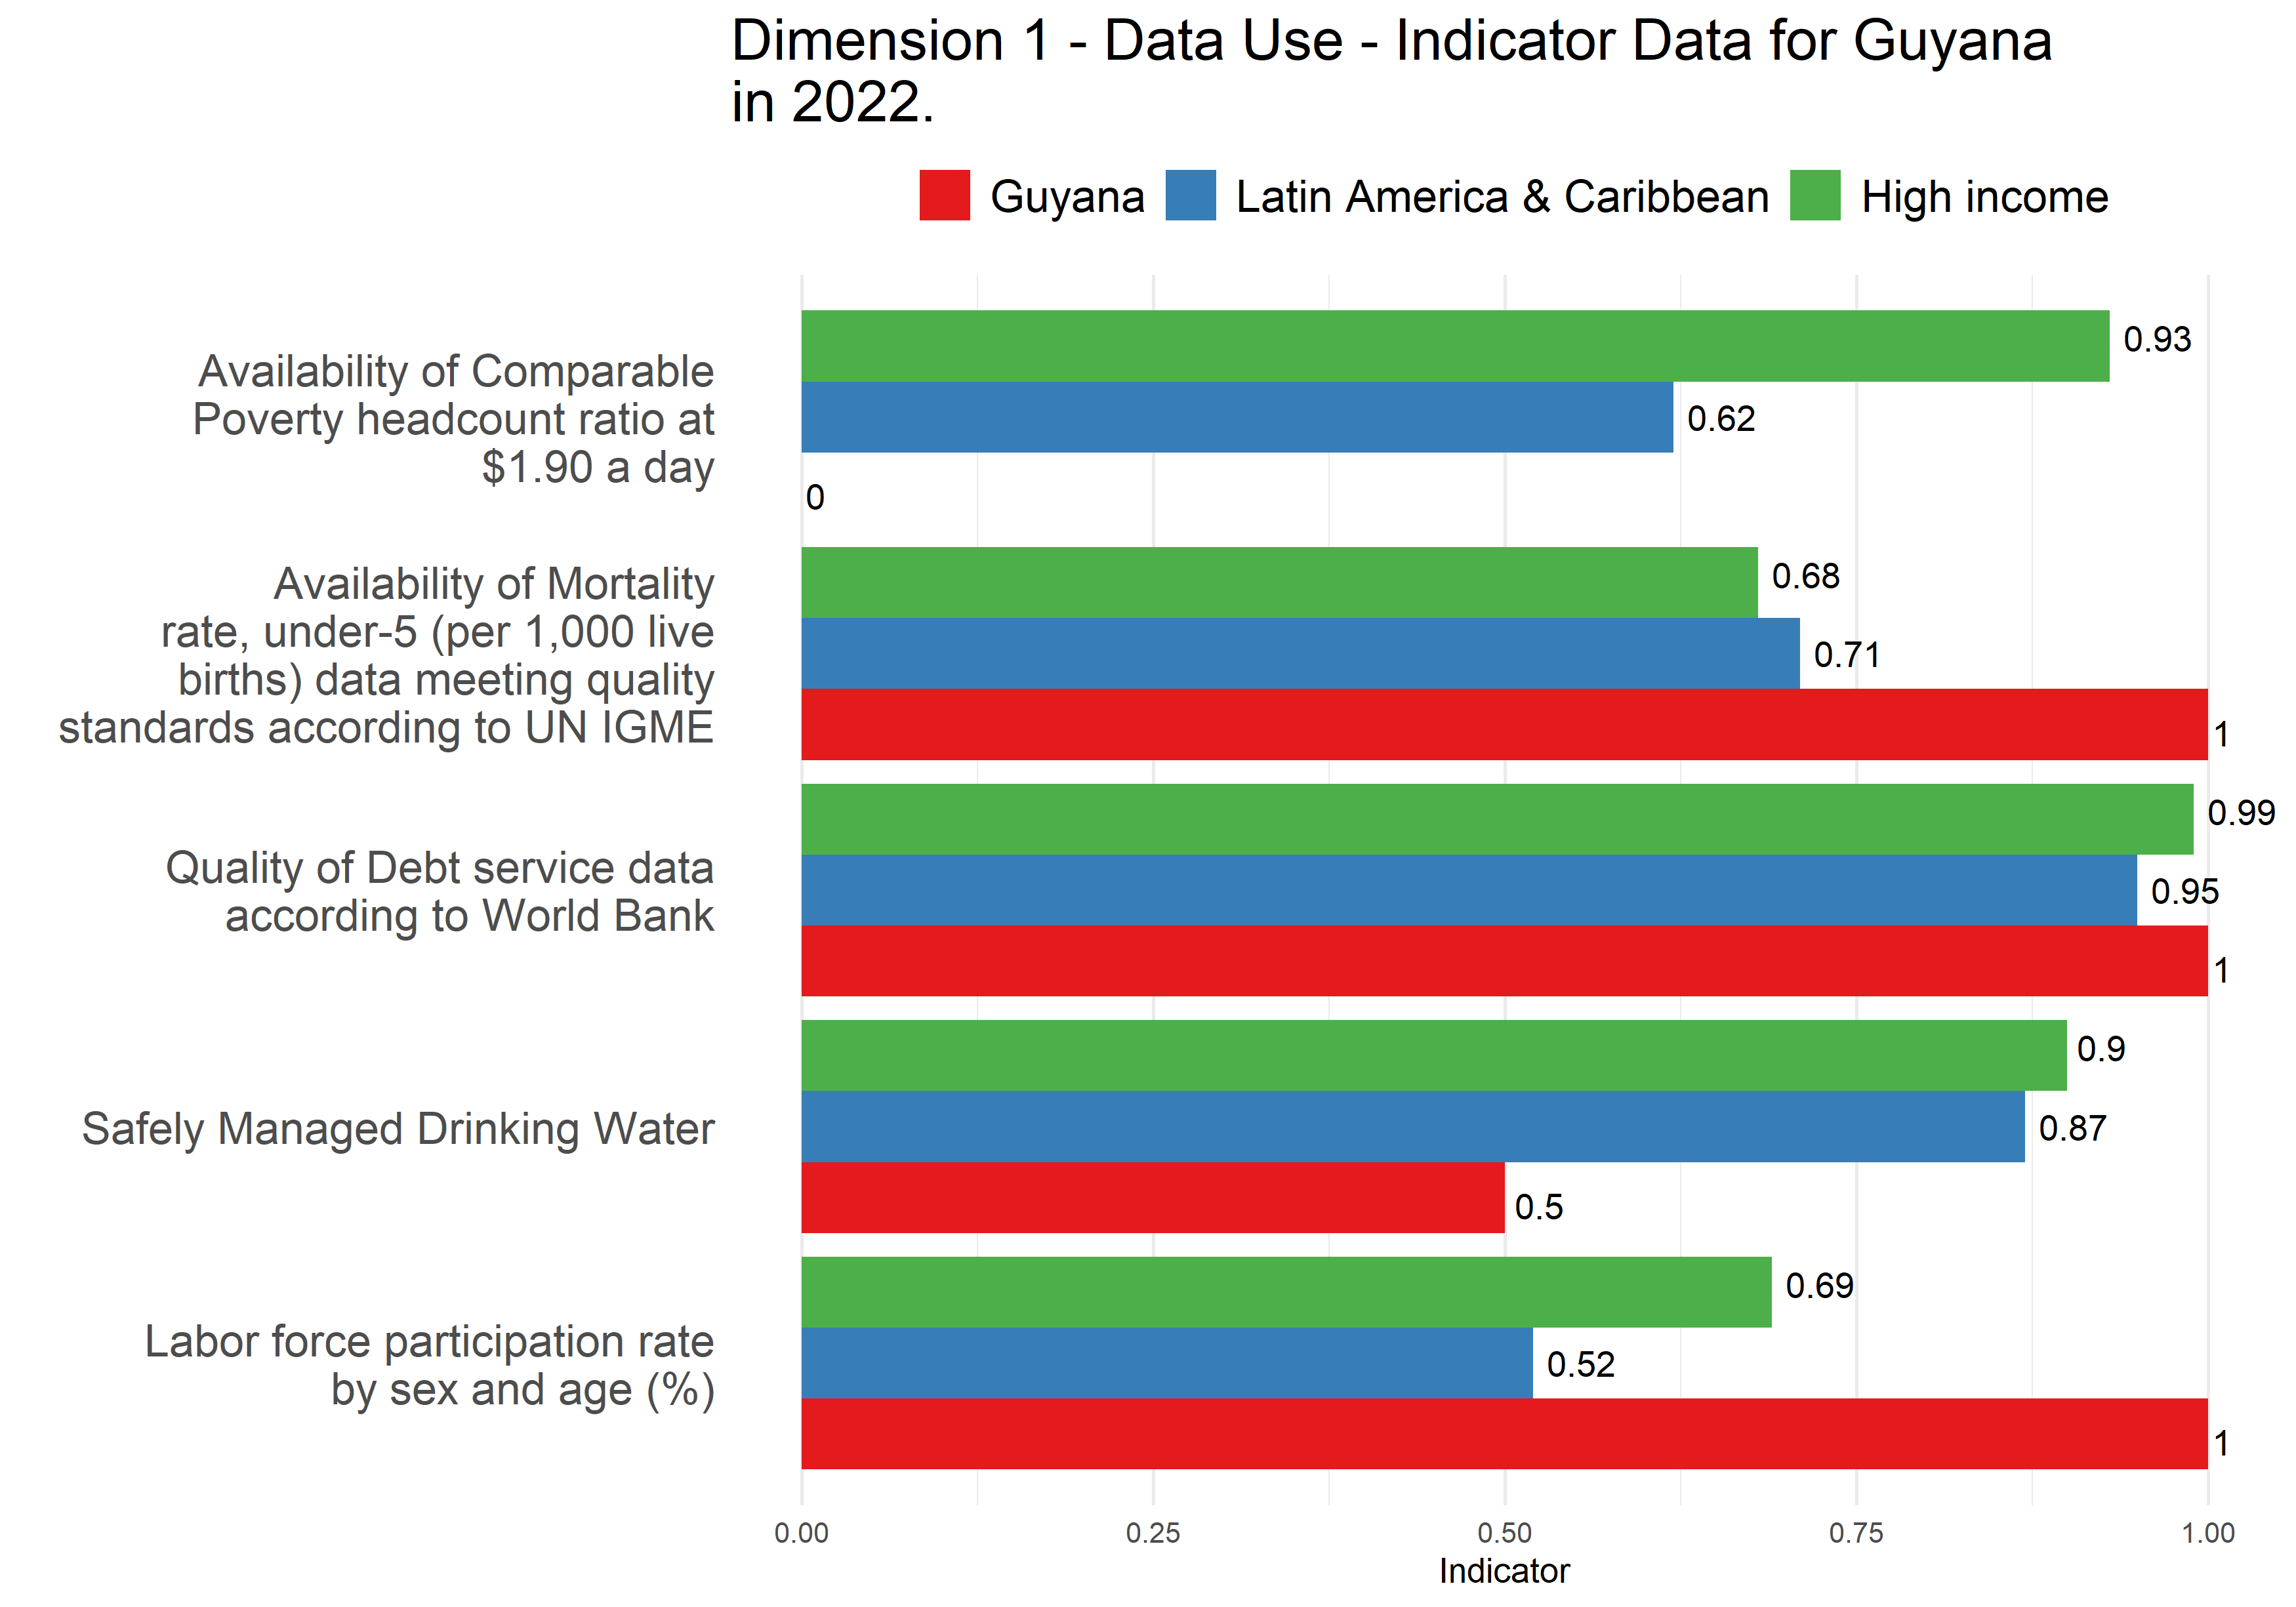 Dimension 1 - Data Use - Indicator Data for Guyana
in 2022.
Guyana Latin America & Caribbean High income
Availability of Comparable
Poverty headcount ratio at
$1.90 a day
0.93
0.62
0
Availability of Mortality
rate, under-5 (per 1,000 live
births) data meeting quality
standards according to UN IGME
0.68
0.71
1
Quality of Debt service data
according to World Bank
0.99
0.95
1
Safely Managed Drinking Water
0.9
0.87
0.5
Labor force participation rate
by sex and age (%)
0.69
0.52
1
0.00 0.25 0.50 0.75 1.00
Indicator